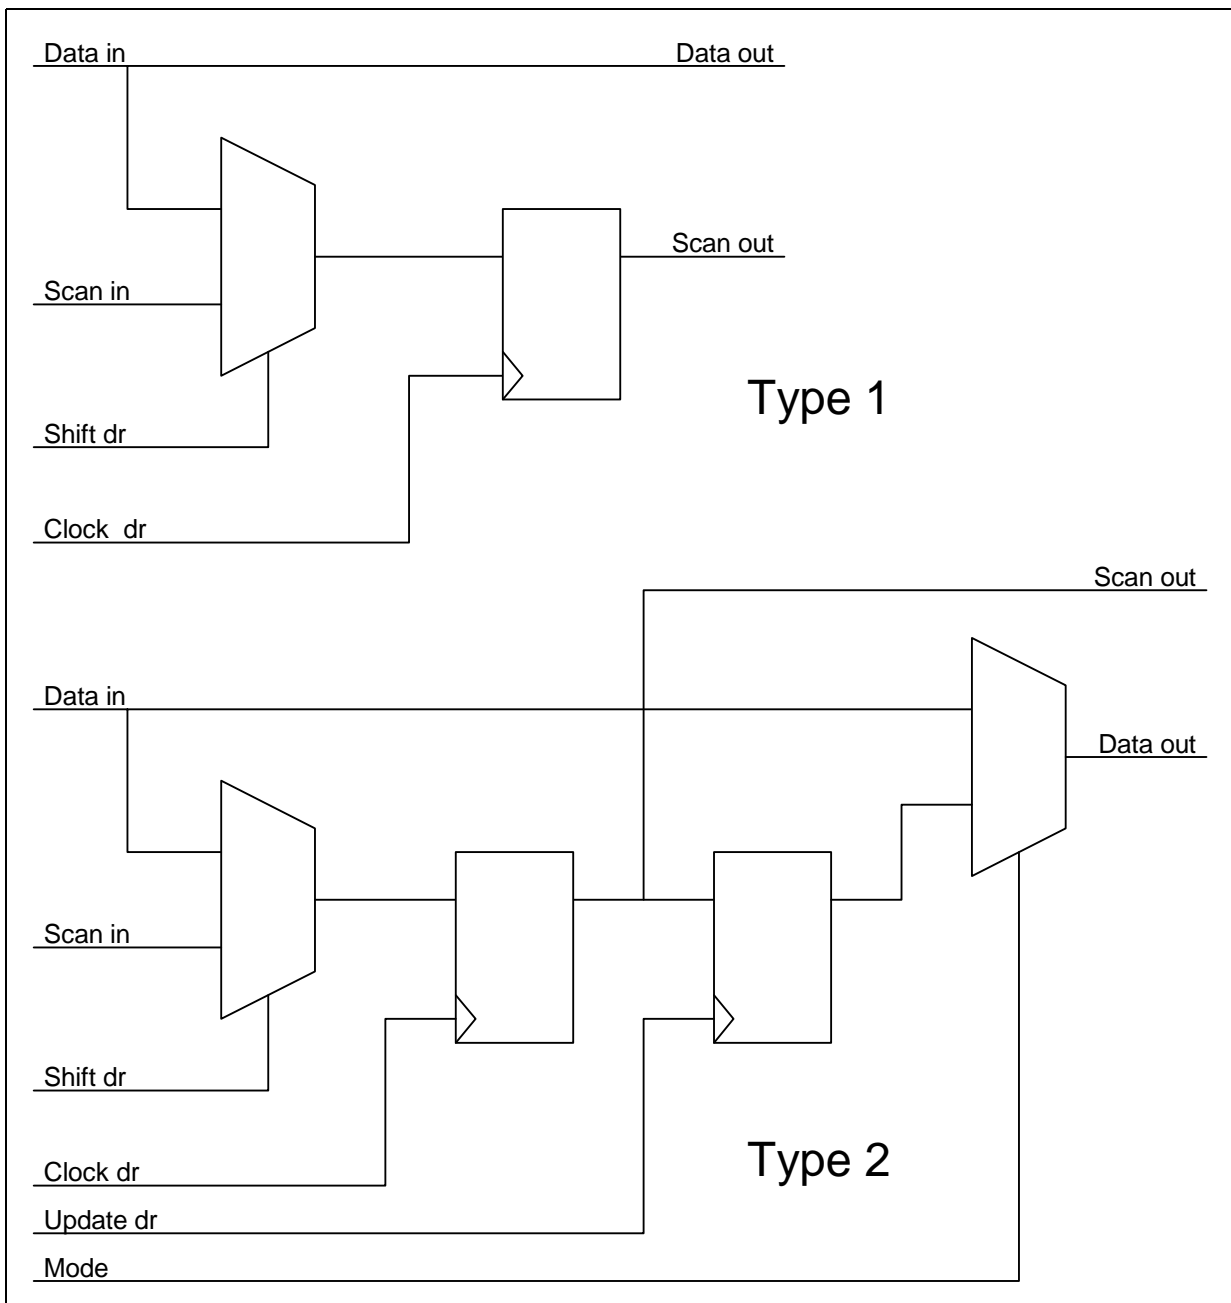 Data in
Data out
Scan out
Scan in
Type 1
Shift dr
Clock  dr
Scan out
Data in
Data out
Scan in
Shift dr
Type 2
Clock dr
Update dr
Mode